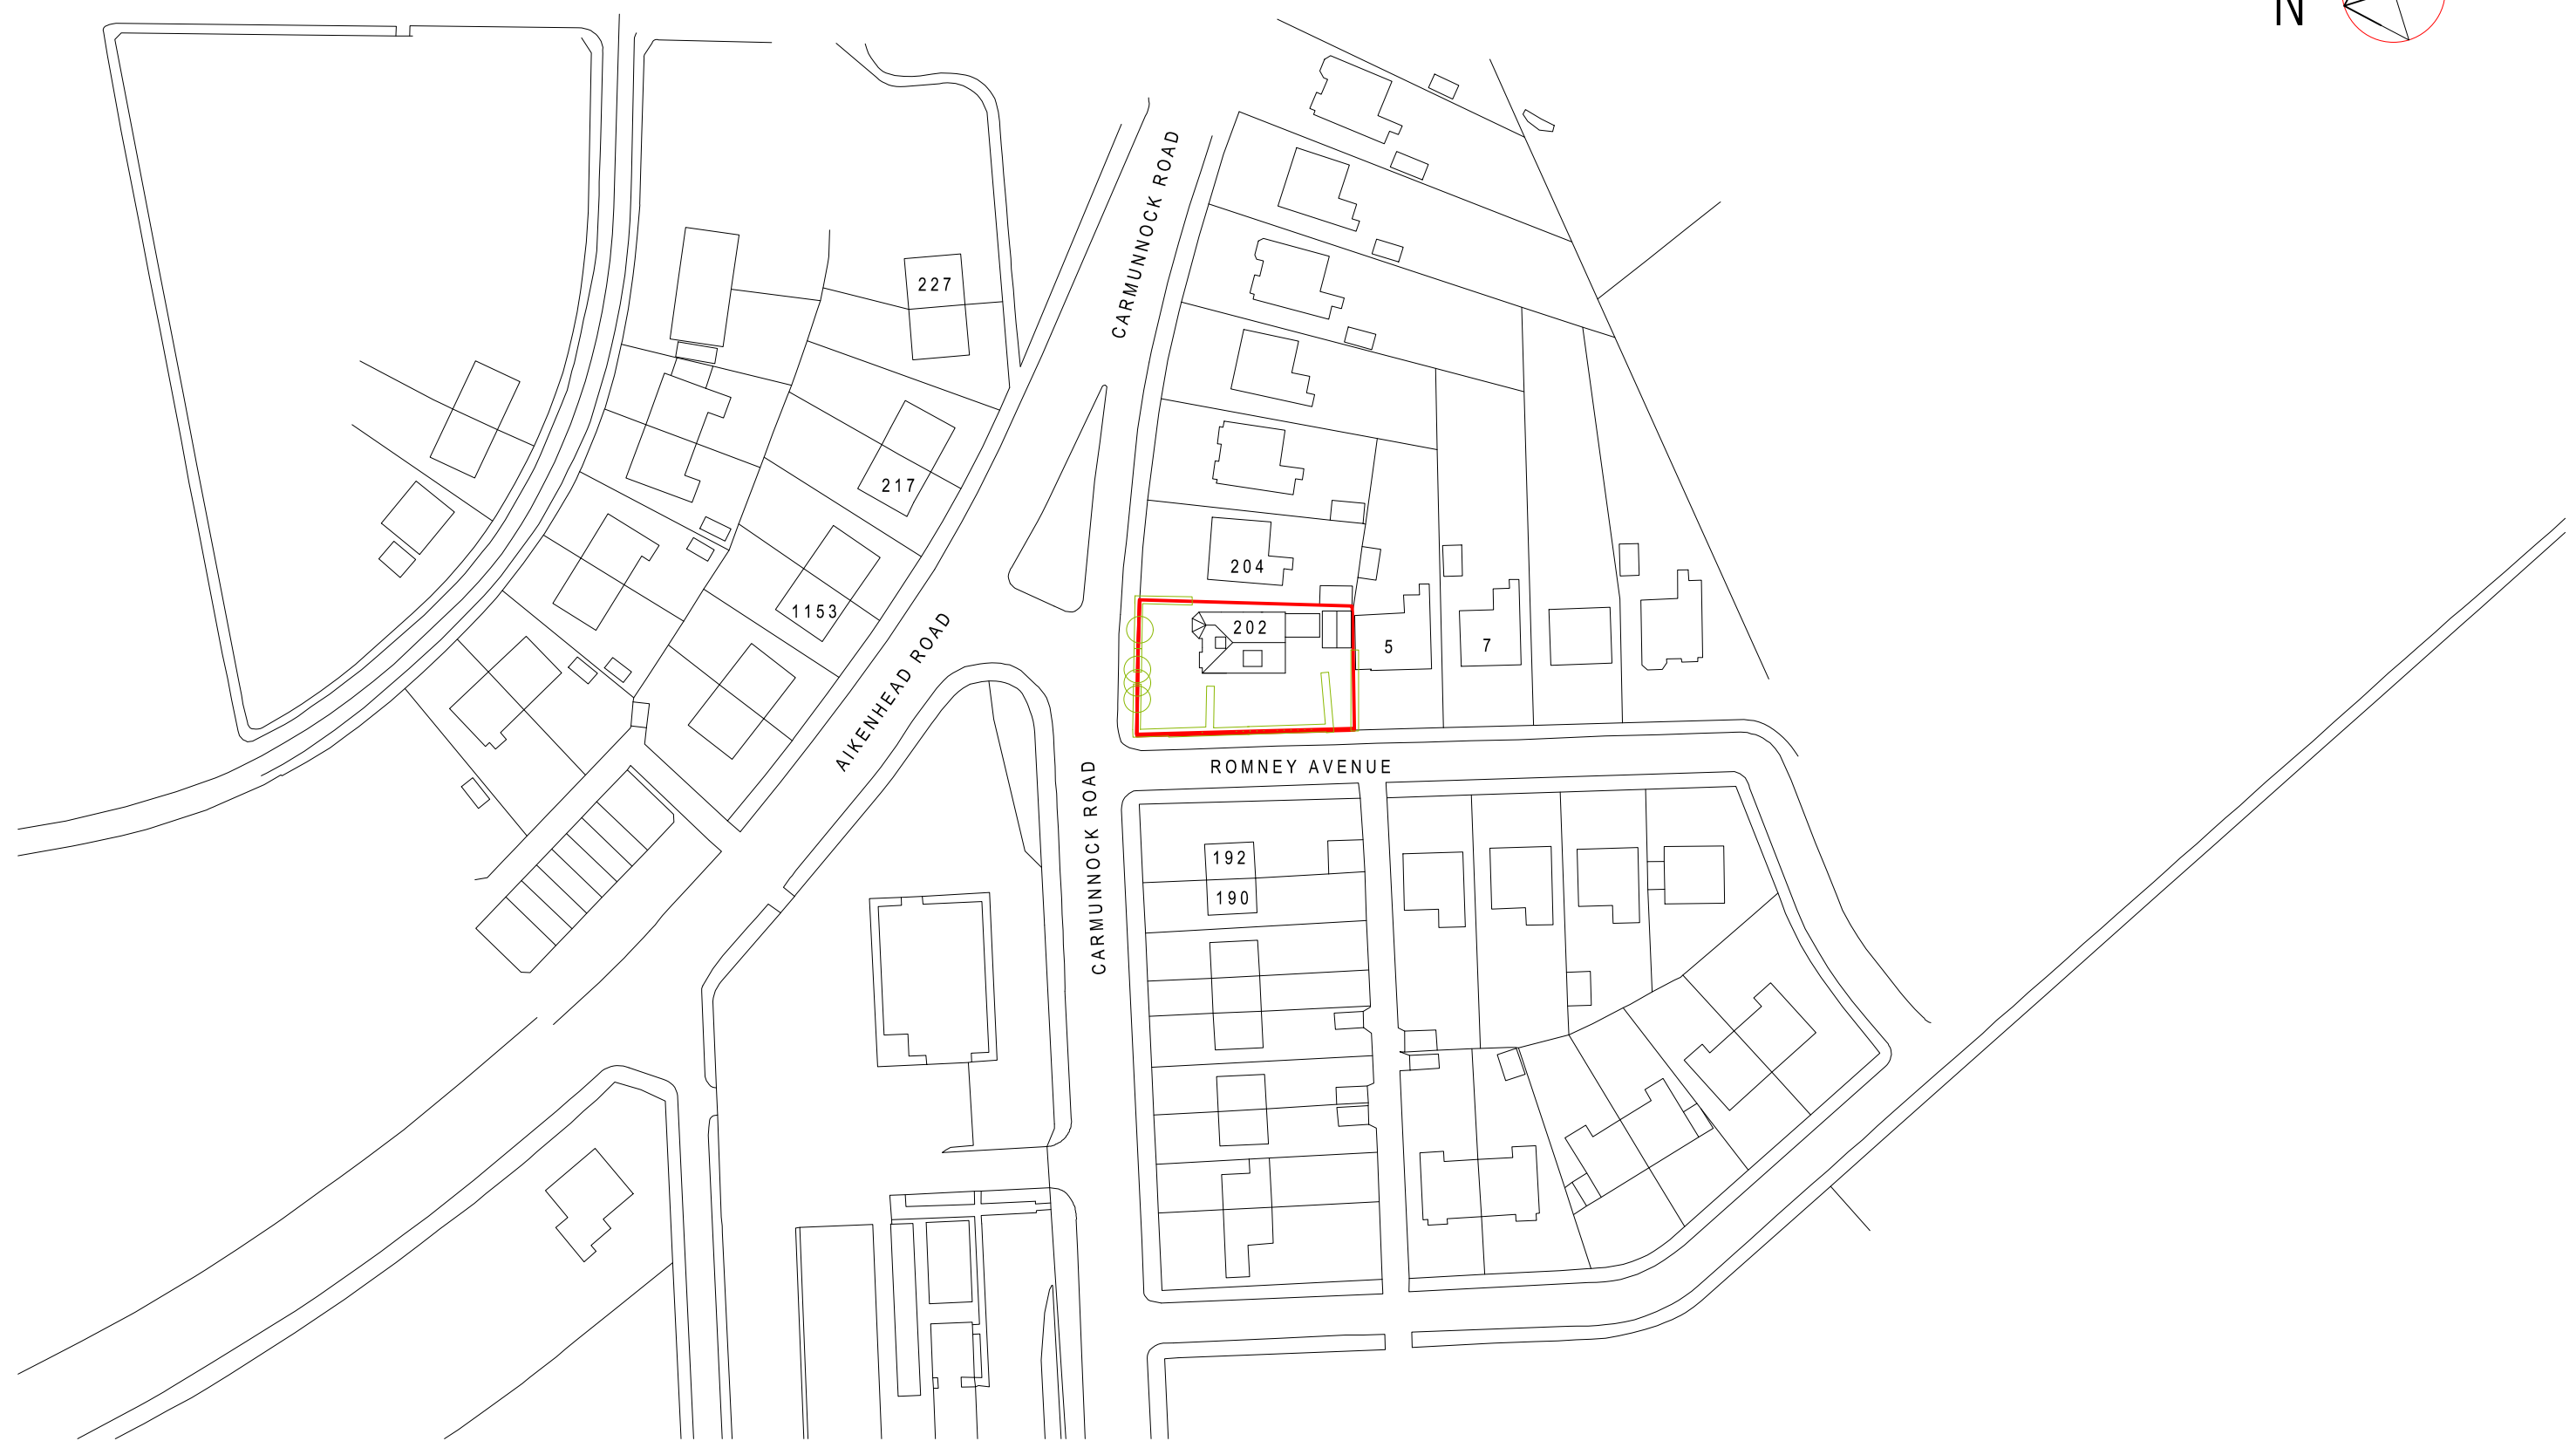 N
CARMUNNOCK ROAD
227
217
204
1153
202
5
7
AIKENHEAD ROAD
ROMNEY AVENUE
CARMUNNOCK ROAD
192
190